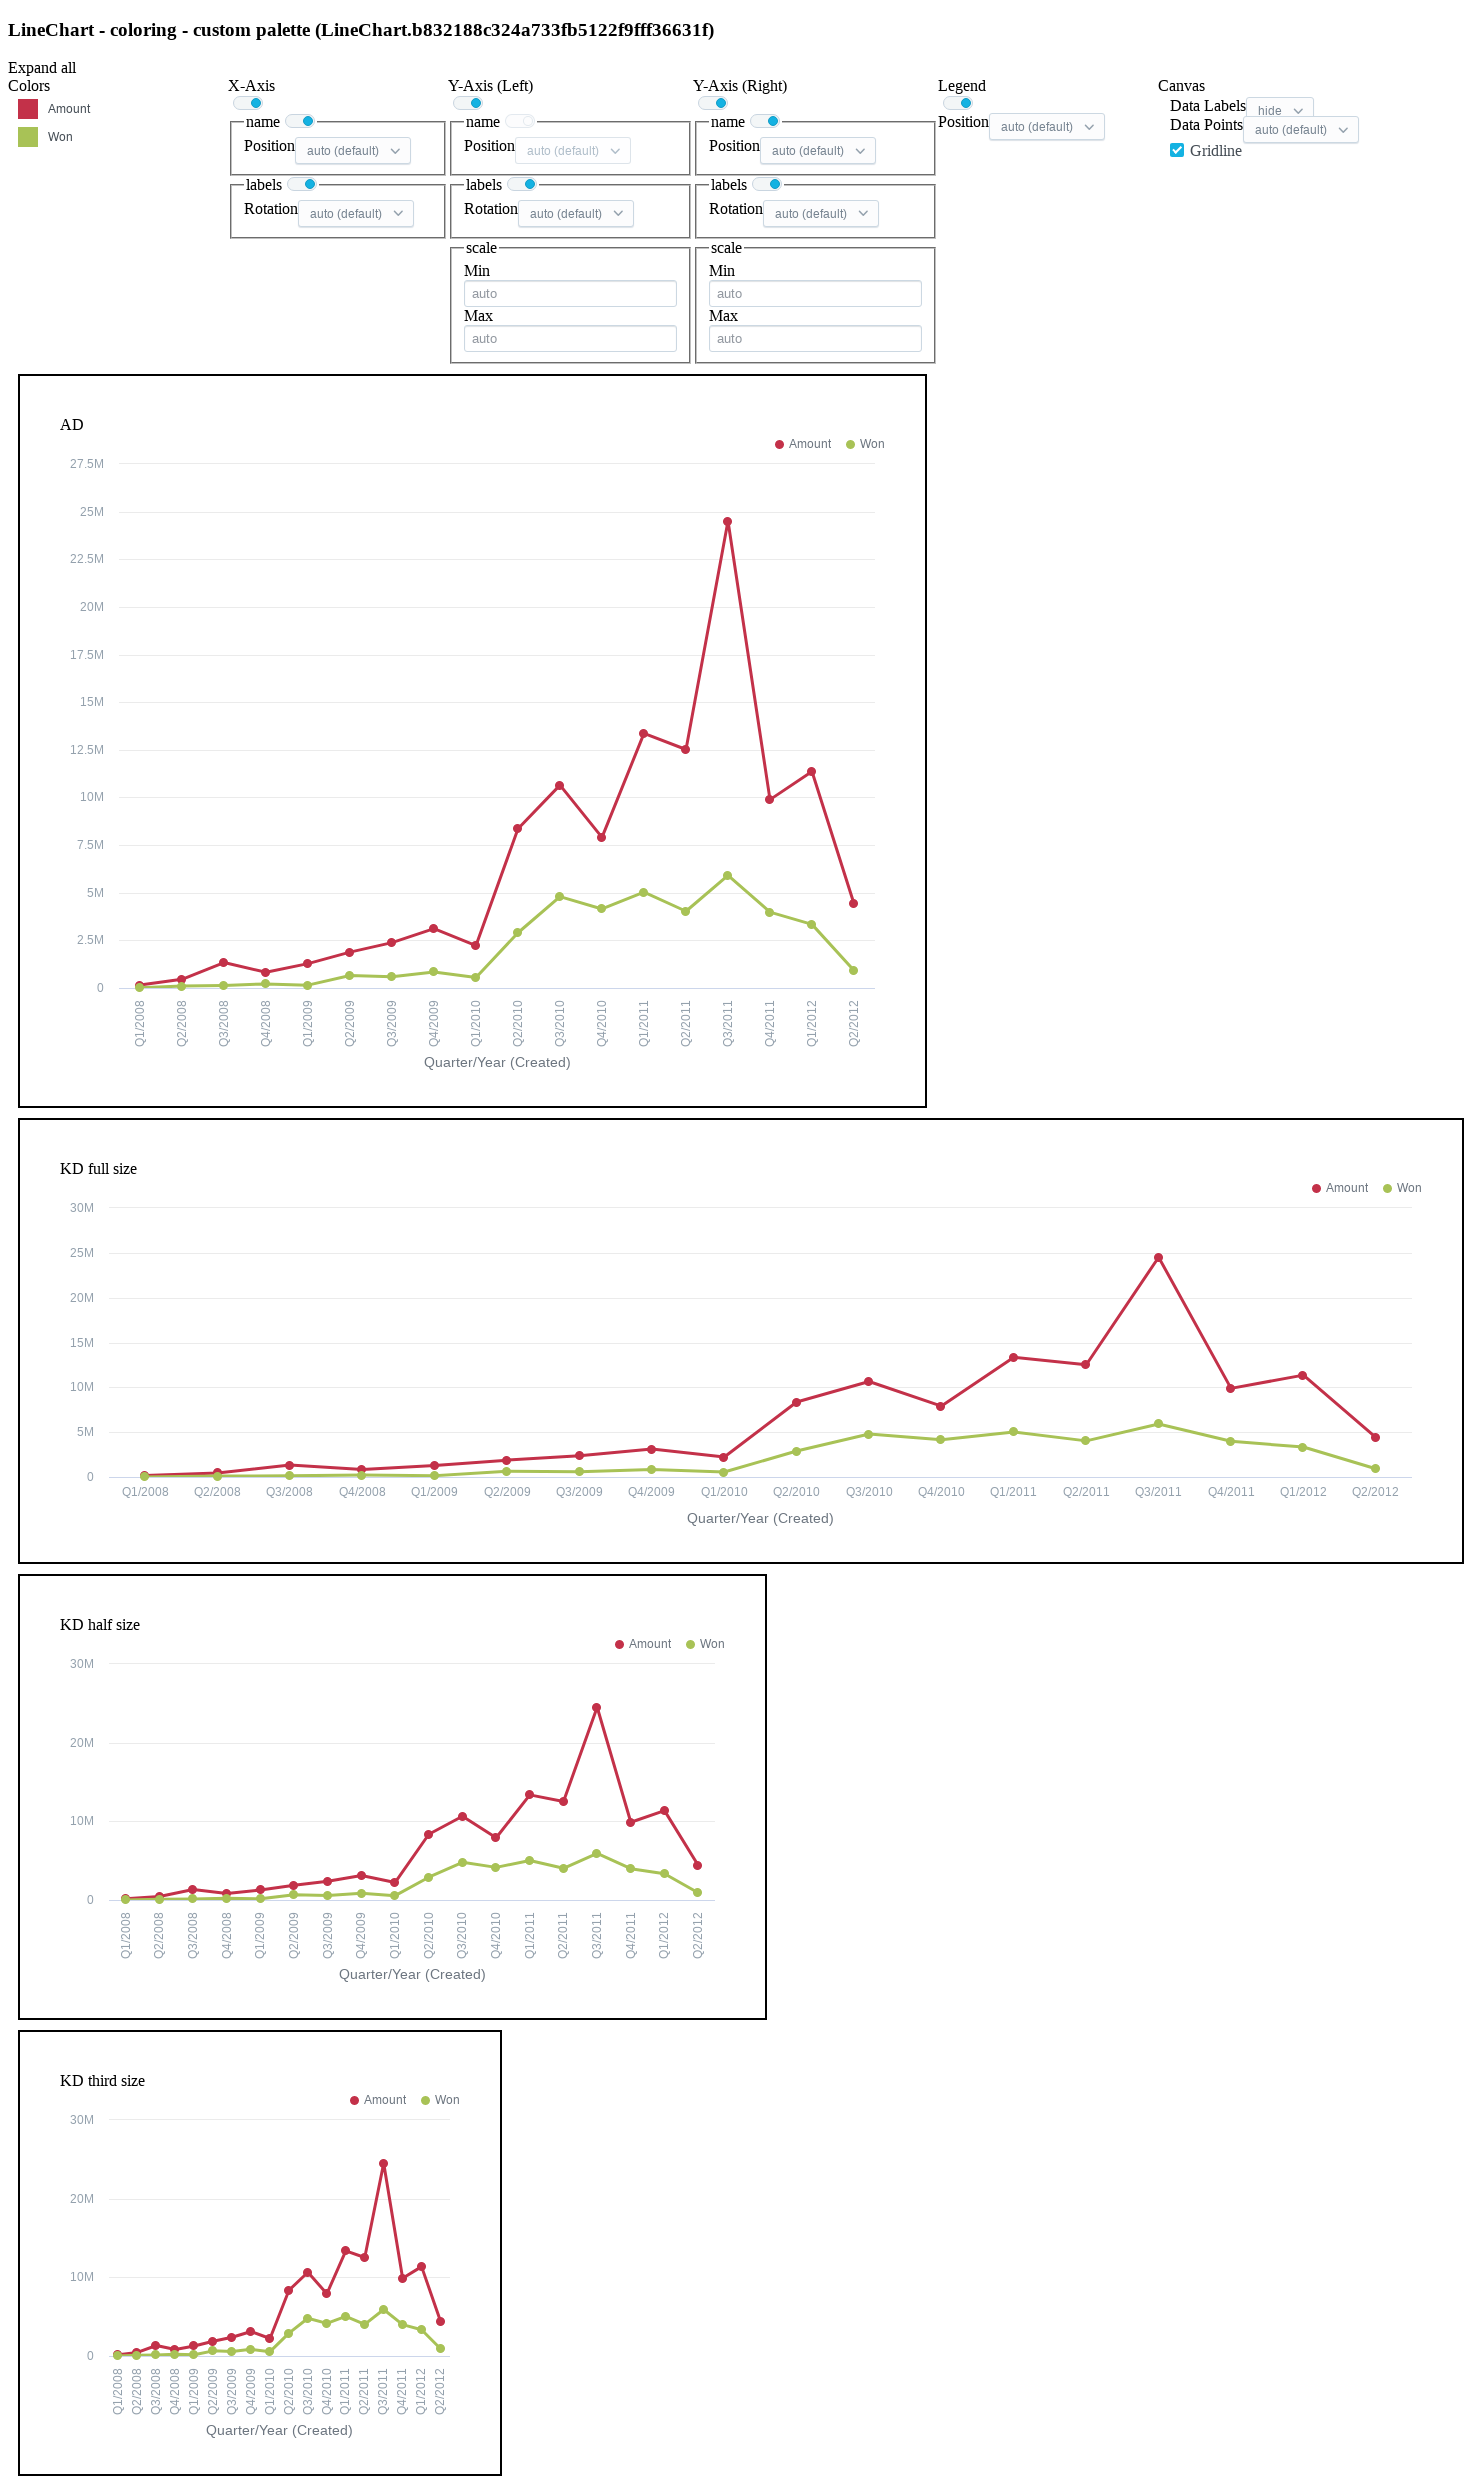 LineChart - coloring - custom palette (LineChart.b832188c324a733fb5122f9fff36631f)
Expand all
Colors
Amount
Won
X-Axis
name
Position auto (default)
labels
Rotation auto (default)
Y-Axis (Left)
name
Position auto (default)
labels
Rotation auto (default)
scale
Min
auto
Max
auto
Y-Axis (Right)
name
Position auto (default)
labels
Rotation auto (default)
scale
Min
auto
Max
auto
Legend
Position auto (default)
Canvas
Data Labels hide
Data Points auto (default)
Gridline
AD
Amount Won
27.5M
25M
22.5M
20M
17.5M
15M
12.5M
10M
7.5M
5M
2.5M
0
Q1/2008 Q2/2008 Q3/2008 Q4/2008 Q1/2009 Q2/2009 Q3/2009 Q4/2009 Q1/2010 Q2/2010 Q3/2010 Q4/2010 Q1/2011 Q2/2011 Q3/2011 Q4/2011 Q1/2012 Q2/2012
Quarter/Year (Created)
KD full size
Amount Won
30M
25M
20M
15M
10M
5M
0
Q1/2008 Q2/2008 Q3/2008 Q4/2008 Q1/2009 Q2/2009 Q3/2009 Q4/2009 Q1/2010 Q2/2010 Q3/2010 Q4/2010 Q1/2011 Q2/2011 Q3/2011 Q4/2011 Q1/2012 Q2/2012
Quarter/Year (Created)
KD half size
Amount Won
30M
20M
10M
0
Q1/2008 Q2/2008 Q3/2008 Q4/2008 Q1/2009 Q2/2009 Q3/2009 Q4/2009 Q1/2010 Q2/2010 Q3/2010 Q4/2010 Q1/2011 Q2/2011 Q3/2011 Q4/2011 Q1/2012 Q2/2012
Quarter/Year (Created)
KD third size
Amount Won
30M
20M
10M
0
Q1/2008 Q2/2008 Q3/2008 Q4/2008 Q1/2009 Q2/2009 Q3/2009 Q4/2009 Q1/2010 Q2/2010 Q3/2010 Q4/2010 Q1/2011 Q2/2011 Q3/2011 Q4/2011 Q1/2012 Q2/2012
Quarter/Year (Created)